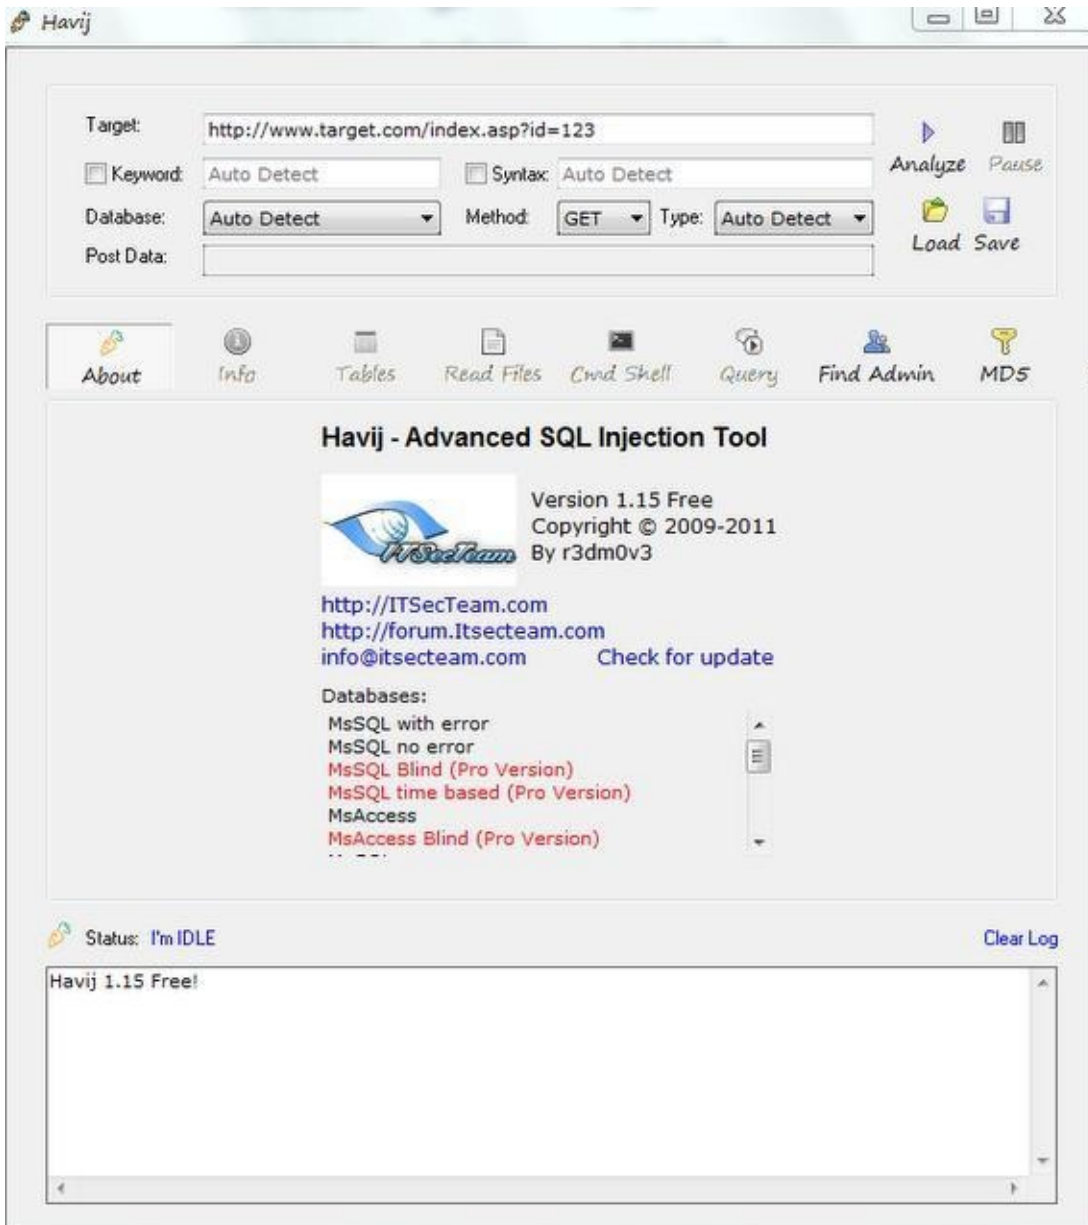 Havij
Target: http://www.target.com/index.asp?id=123
Analyze Pause
Keyword: Auto Detect Syntax: Auto Detect
Database: Auto Detect Method: GET Type: Auto Detect
Load Save
Post Data:
About Info Tables Read Files Cmd Shell Query Find Admin MD5
Havij - Advanced SQL Injection Tool
ITSecTeam
Version 1.15 Free
Copyright © 2009-2011
By r3dm0v3
http://ITSecTeam.com
http://forum.Itsecteam.com
info@itsecteam.com Check for update
Databases:
MsSQL with error
MsSQL no error
MsSQL Blind (Pro Version)
MsSQL time based (Pro Version)
MsAccess
MsAccess Blind (Pro Version)
Status: I'm IDLE Clear Log
Havij 1.15 Free!